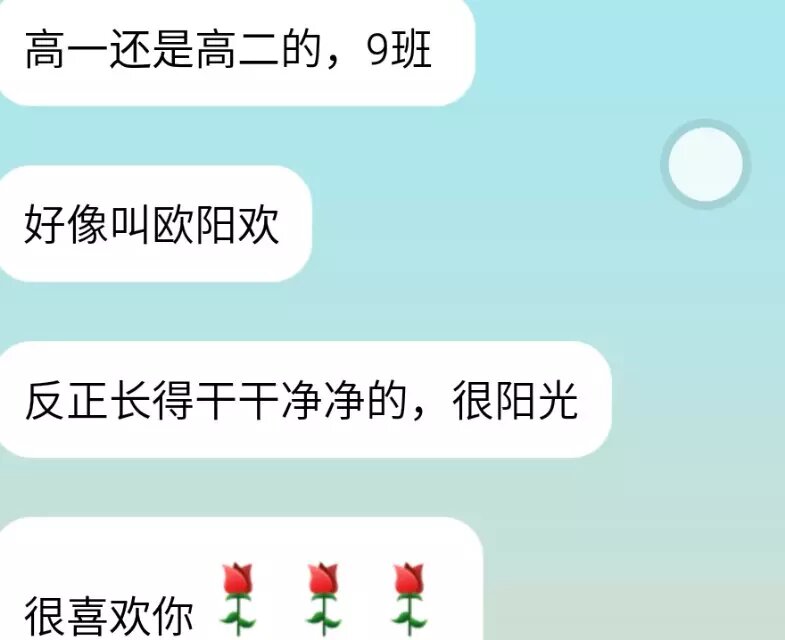 高一还是高二的，9班
好像叫欧阳欢
反正长得干干净净的，很阳光
很喜欢你🌹 🌹 🌹